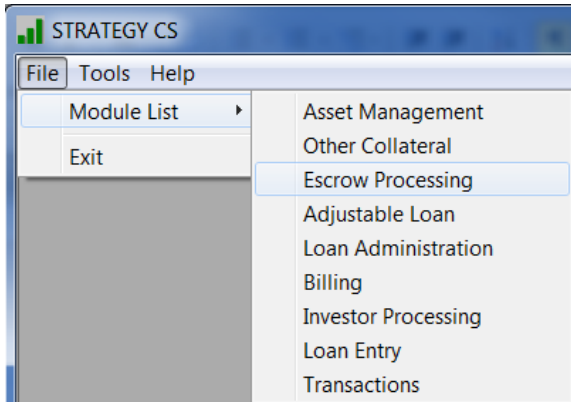 STRATEGY CS
File Tools Help
Module List
Exit
Asset Management
Other Collateral
Escrow Processing
Adjustable Loan
Loan Administration
Billing
Investor Processing
Loan Entry
Transactions